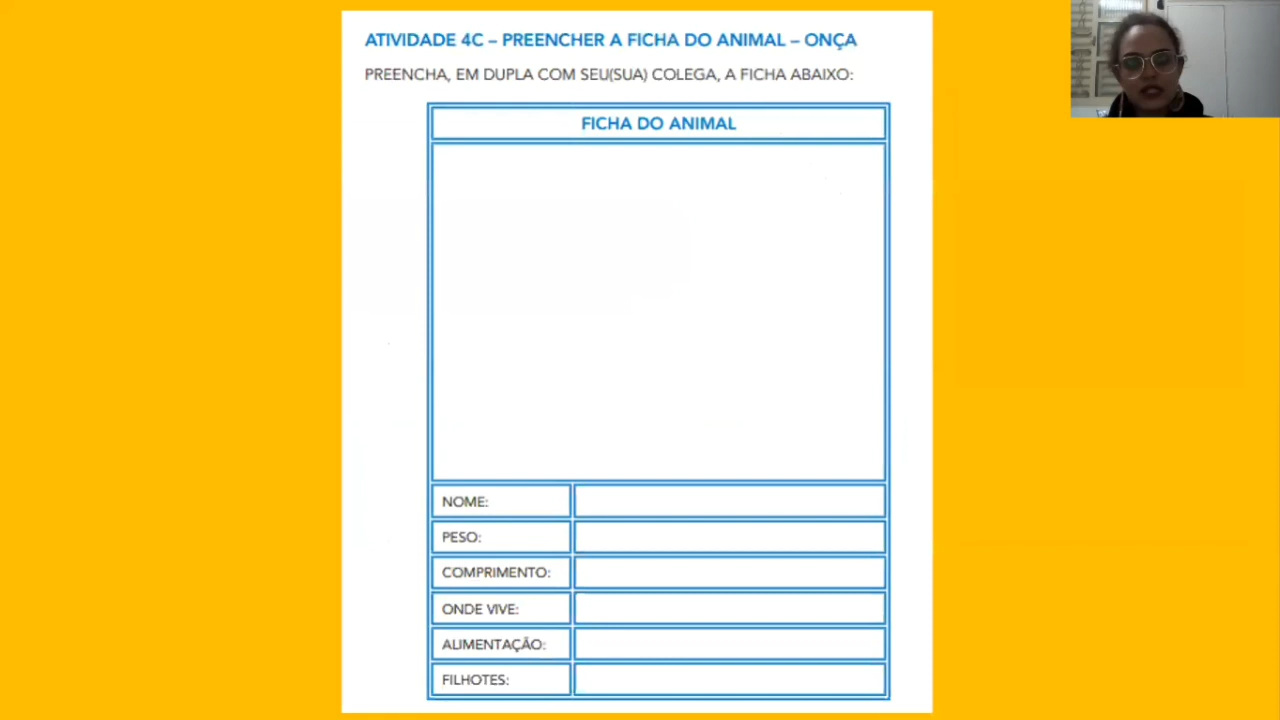 ATIVIDADE 4C – PREENCHER A FICHA DO ANIMAL – ONÇA
PREENCHA, EM DUPLA COM SEU(SUA) COLEGA, A FICHA ABAIXO:
FICHA DO ANIMAL
NOME:
PESO:
COMPRIMENTO:
ONDE VIVE:
ALIMENTAÇÃO:
FILHOTES: